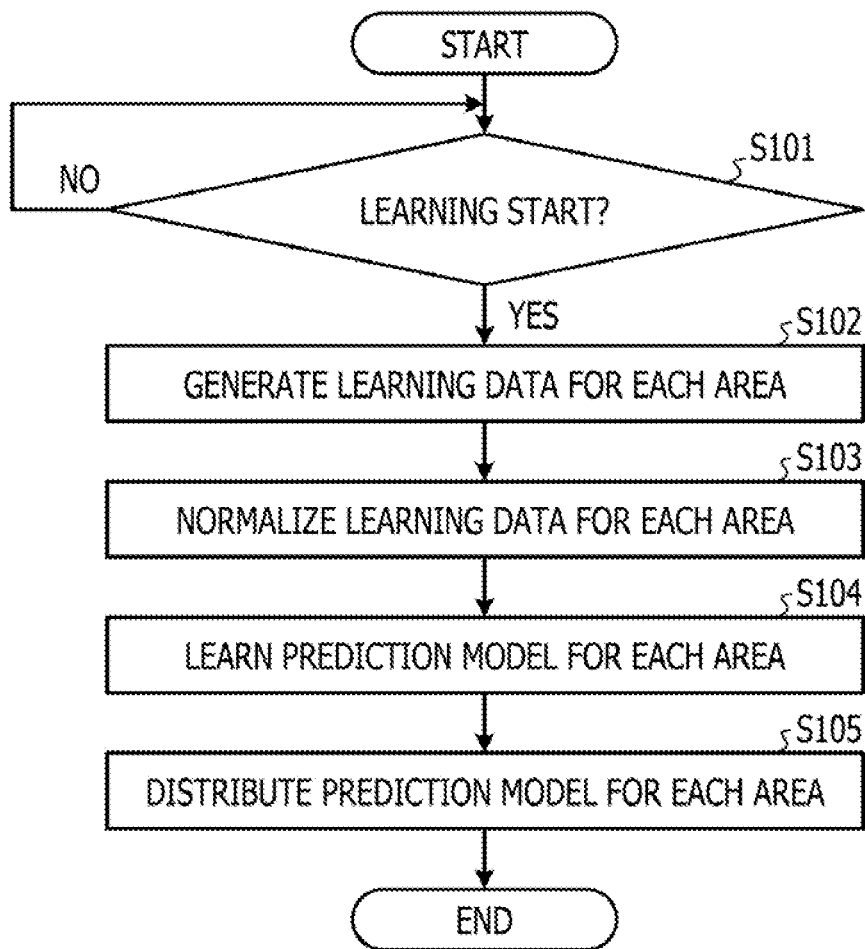 START
S101
NO
LEARNING START?
YES
S102
GENERATE LEARNING DATA FOR EACH AREA
S103
NORMALIZE LEARNING DATA FOR EACH AREA
S104
LEARN PREDICTION MODEL FOR EACH AREA
S105
DISTRIBUTE PREDICTION MODEL FOR EACH AREA
END